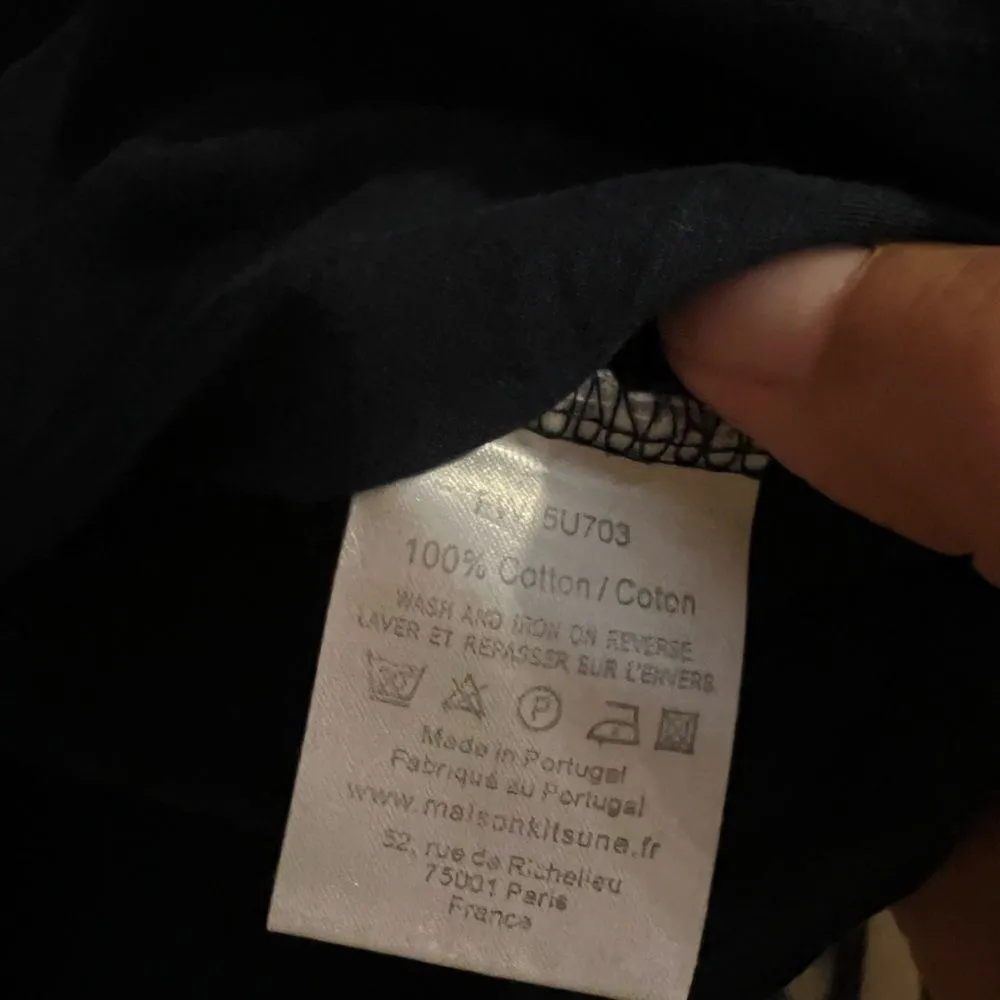 5U703
100% Cotton / Coton
WASH AND IRON ON REVERSE
LAVER ET REPASSER SUR L'ENVERS
30
P
Made in Portugal
Fabriqué au Portugal
www.maisonkitsune.fr
52, rue de Richelieu
75001 Paris
France